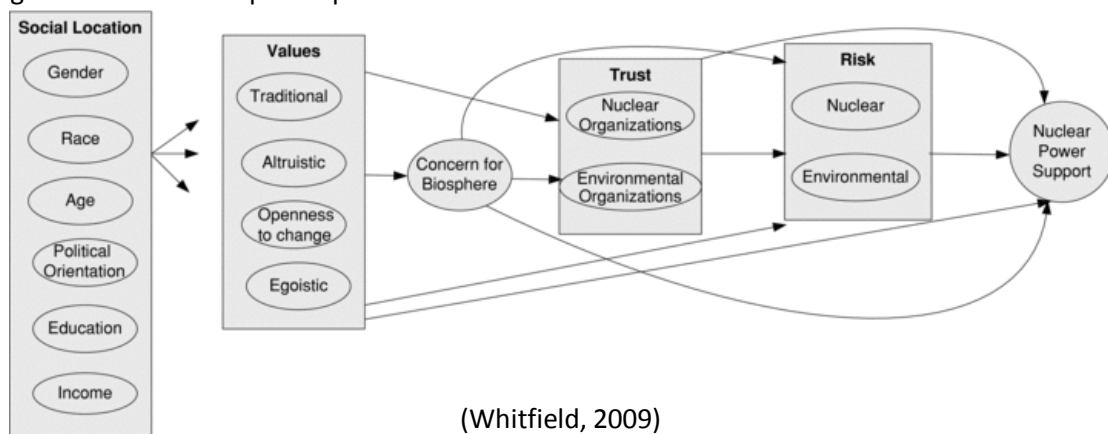 Social Location
Gender
Race
Age
Political
Orientation
Education
Income
Values
Traditional
Altruistic
Openness
to change
Egoistic
Concern for
Biosphere
Trust
Nuclear
Organizations
Environmental
Organizations
Risk
Nuclear
Environmental
Nuclear
Power
Support
(Whitfield, 2009)